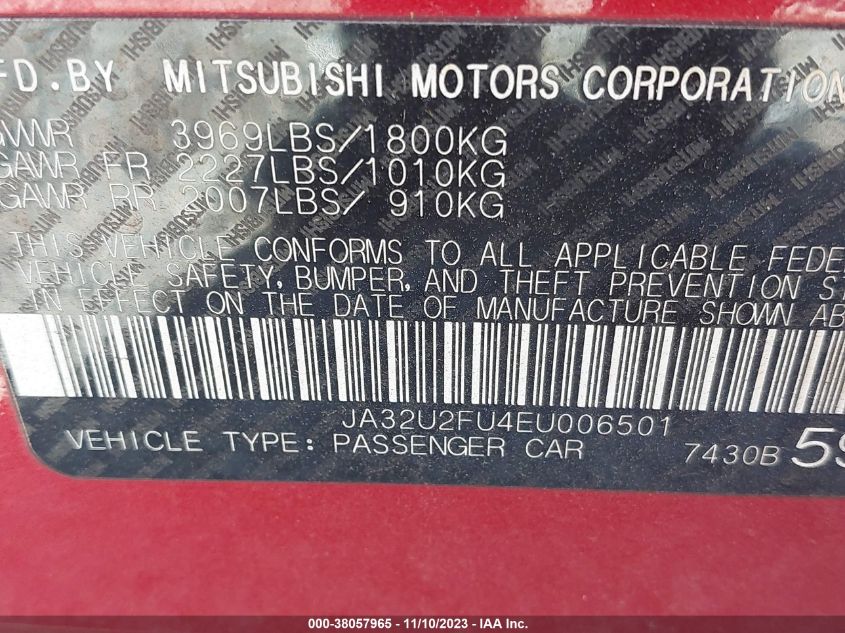 FD. BY MITSUBISHI MOTORS CORPORATION
GVWR 3969LBS/1800KG
GAWR FR 2227LBS/1010KG
GAWR RR 2007LBS/ 910KG
THIS VEHICLE CONFORMS TO ALL APPLICABLE FEDE
VEHICLE SAFETY, BUMPER, AND THEFT PREVENTION S
IN EFFECT ON THE DATE OF MANUFACTURE SHOWN AB
JA32U2FU4EU006501
VEHICLE TYPE: PASSENGER CAR 7430B 59
000-38057965 - 11/10/2023 - IAA Inc.